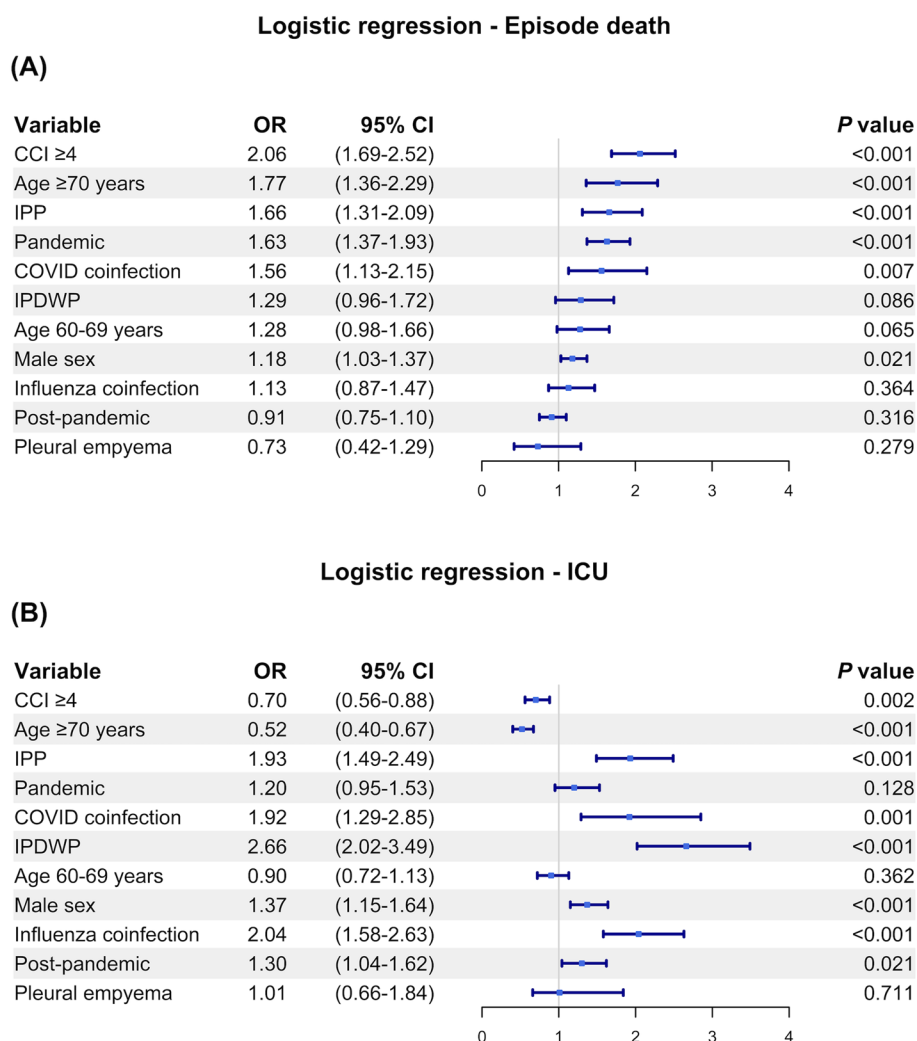 Logistic regression - Episode death
(A)
Variable OR 95% CI P value
CCI ≥4 2.06 (1.69-2.52) <0.001
Age ≥70 years 1.77 (1.36-2.29) <0.001
IPP 1.66 (1.31-2.09) <0.001
Pandemic 1.63 (1.37-1.93) <0.001
COVID coinfection 1.56 (1.13-2.15) 0.007
IPDWP 1.29 (0.96-1.72) 0.086
Age 60-69 years 1.28 (0.98-1.66) 0.065
Male sex 1.18 (1.03-1.37) 0.021
Influenza coinfection 1.13 (0.87-1.47) 0.364
Post-pandemic 0.91 (0.75-1.10) 0.316
Pleural empyema 0.73 (0.42-1.29) 0.279
0 1 2 3 4
Logistic regression - ICU
(B)
Variable OR 95% CI P value
CCI ≥4 0.70 (0.56-0.88) 0.002
Age ≥70 years 0.52 (0.40-0.67) <0.001
IPP 1.93 (1.49-2.49) <0.001
Pandemic 1.20 (0.95-1.53) 0.128
COVID coinfection 1.92 (1.29-2.85) 0.001
IPDWP 2.66 (2.02-3.49) <0.001
Age 60-69 years 0.90 (0.72-1.13) 0.362
Male sex 1.37 (1.15-1.64) <0.001
Influenza coinfection 2.04 (1.58-2.63) <0.001
Post-pandemic 1.30 (1.04-1.62) 0.021
Pleural empyema 1.01 (0.66-1.84) 0.711
0 1 2 3 4